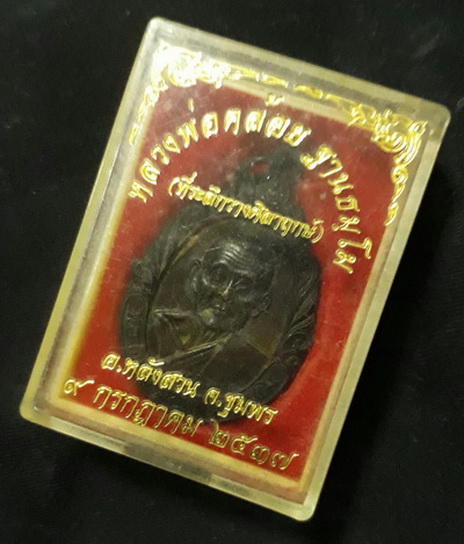 หลวงพ่อคล้อย ฐานธมฺโม
(ที่ระลึกวางศิลาฤกษ์)
อ.หลังสวน จ.ชุมพร
๙ กรกฎาคม ๒๕๓๗